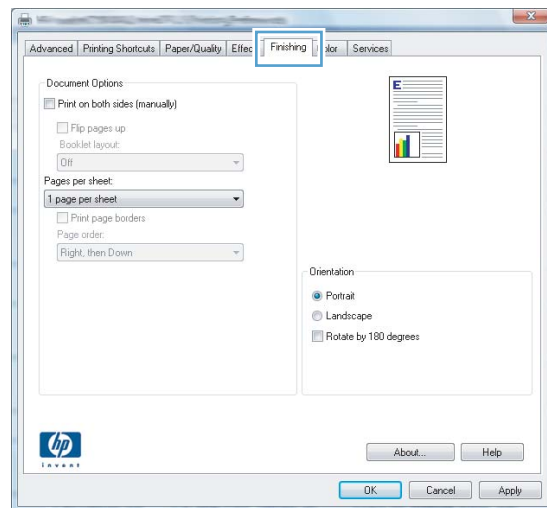 Advanced Printing Shortcuts Paper/Quality Effec Finishing olor Services
Document Options
Print on both sides (manually)
Flip pages up
Booklet layout:
Off
Pages per sheet:
1 page per sheet
Print page borders
Page order:
Right, then Down
E
Orientation
Portrait
Landscape
Rotate by 180 degrees
hp
invent
About... Help
OK Cancel Apply